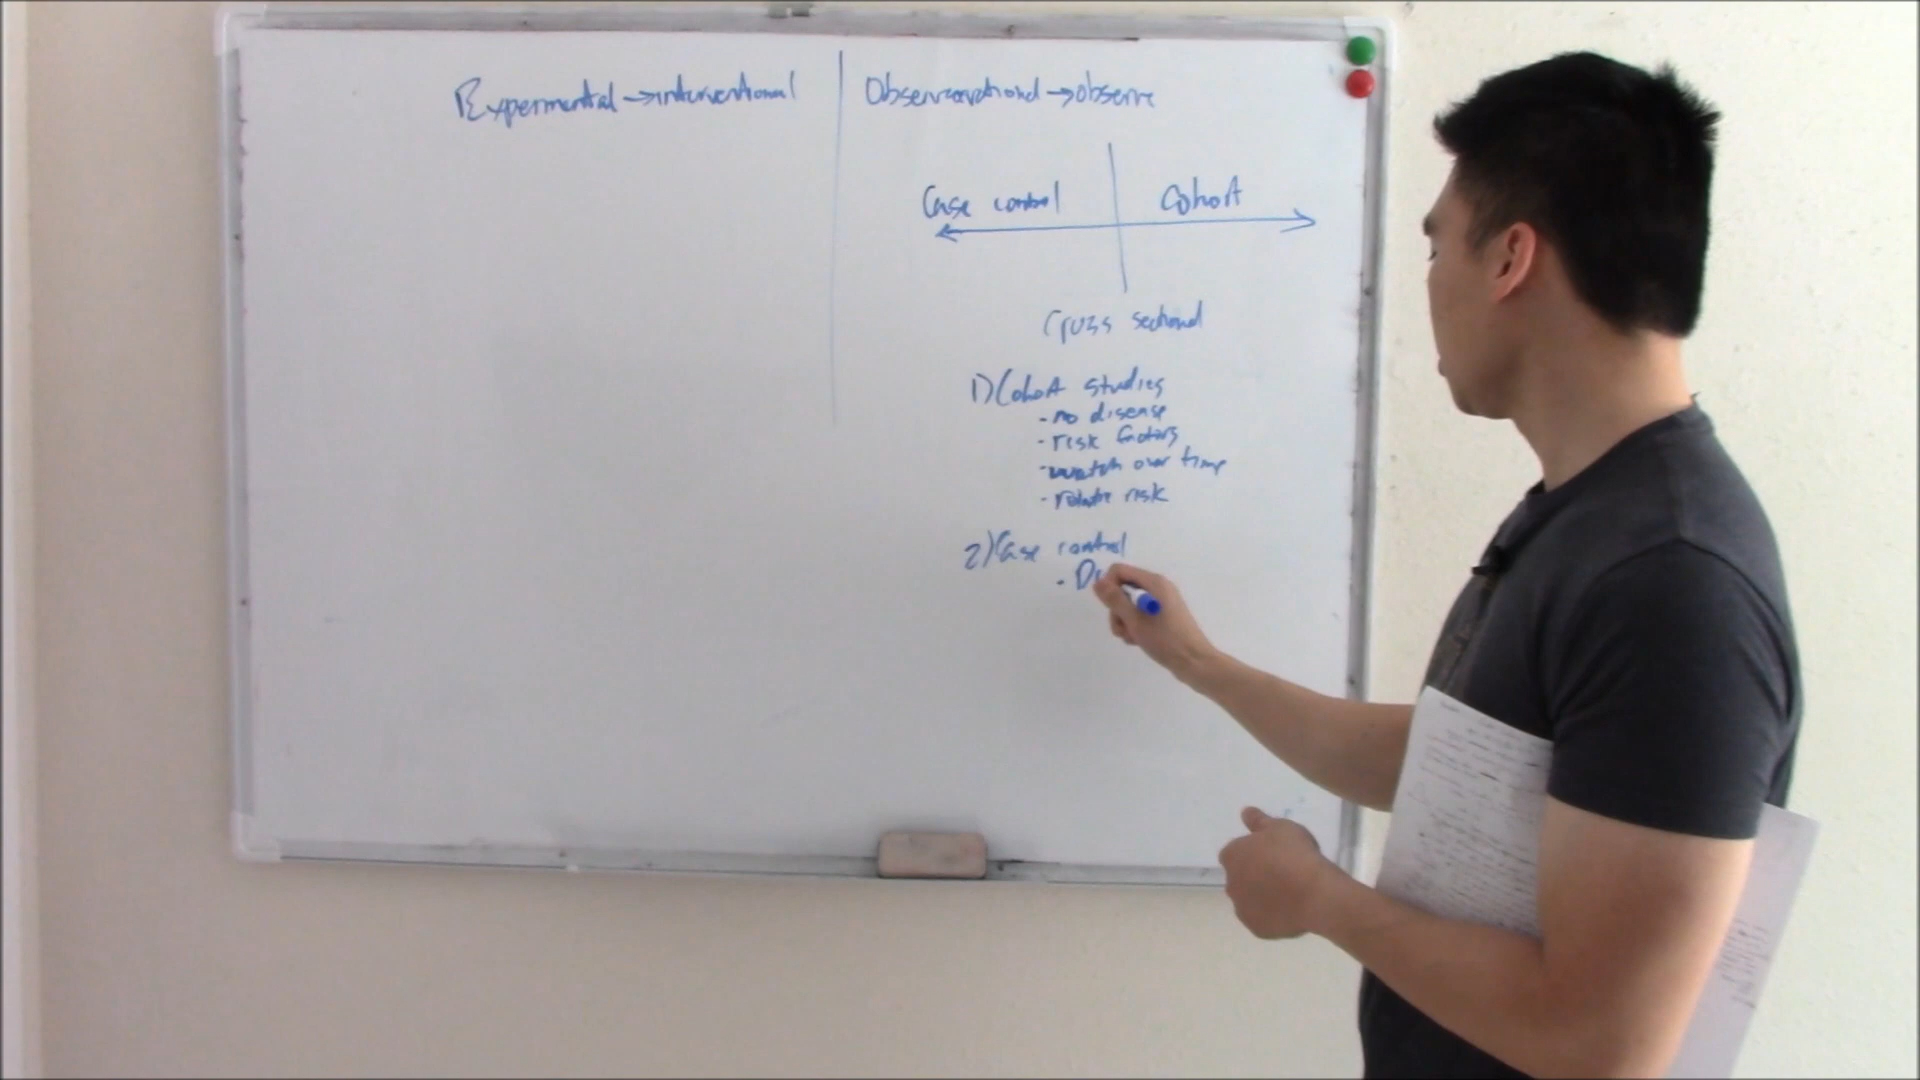 Experimental → interventional
Observational → observe
Case control
Cohort
Cross sectional
1) Cohort studies
- no disease
- risk factors
- watch over time
- relative risk
2) Case control
- Di